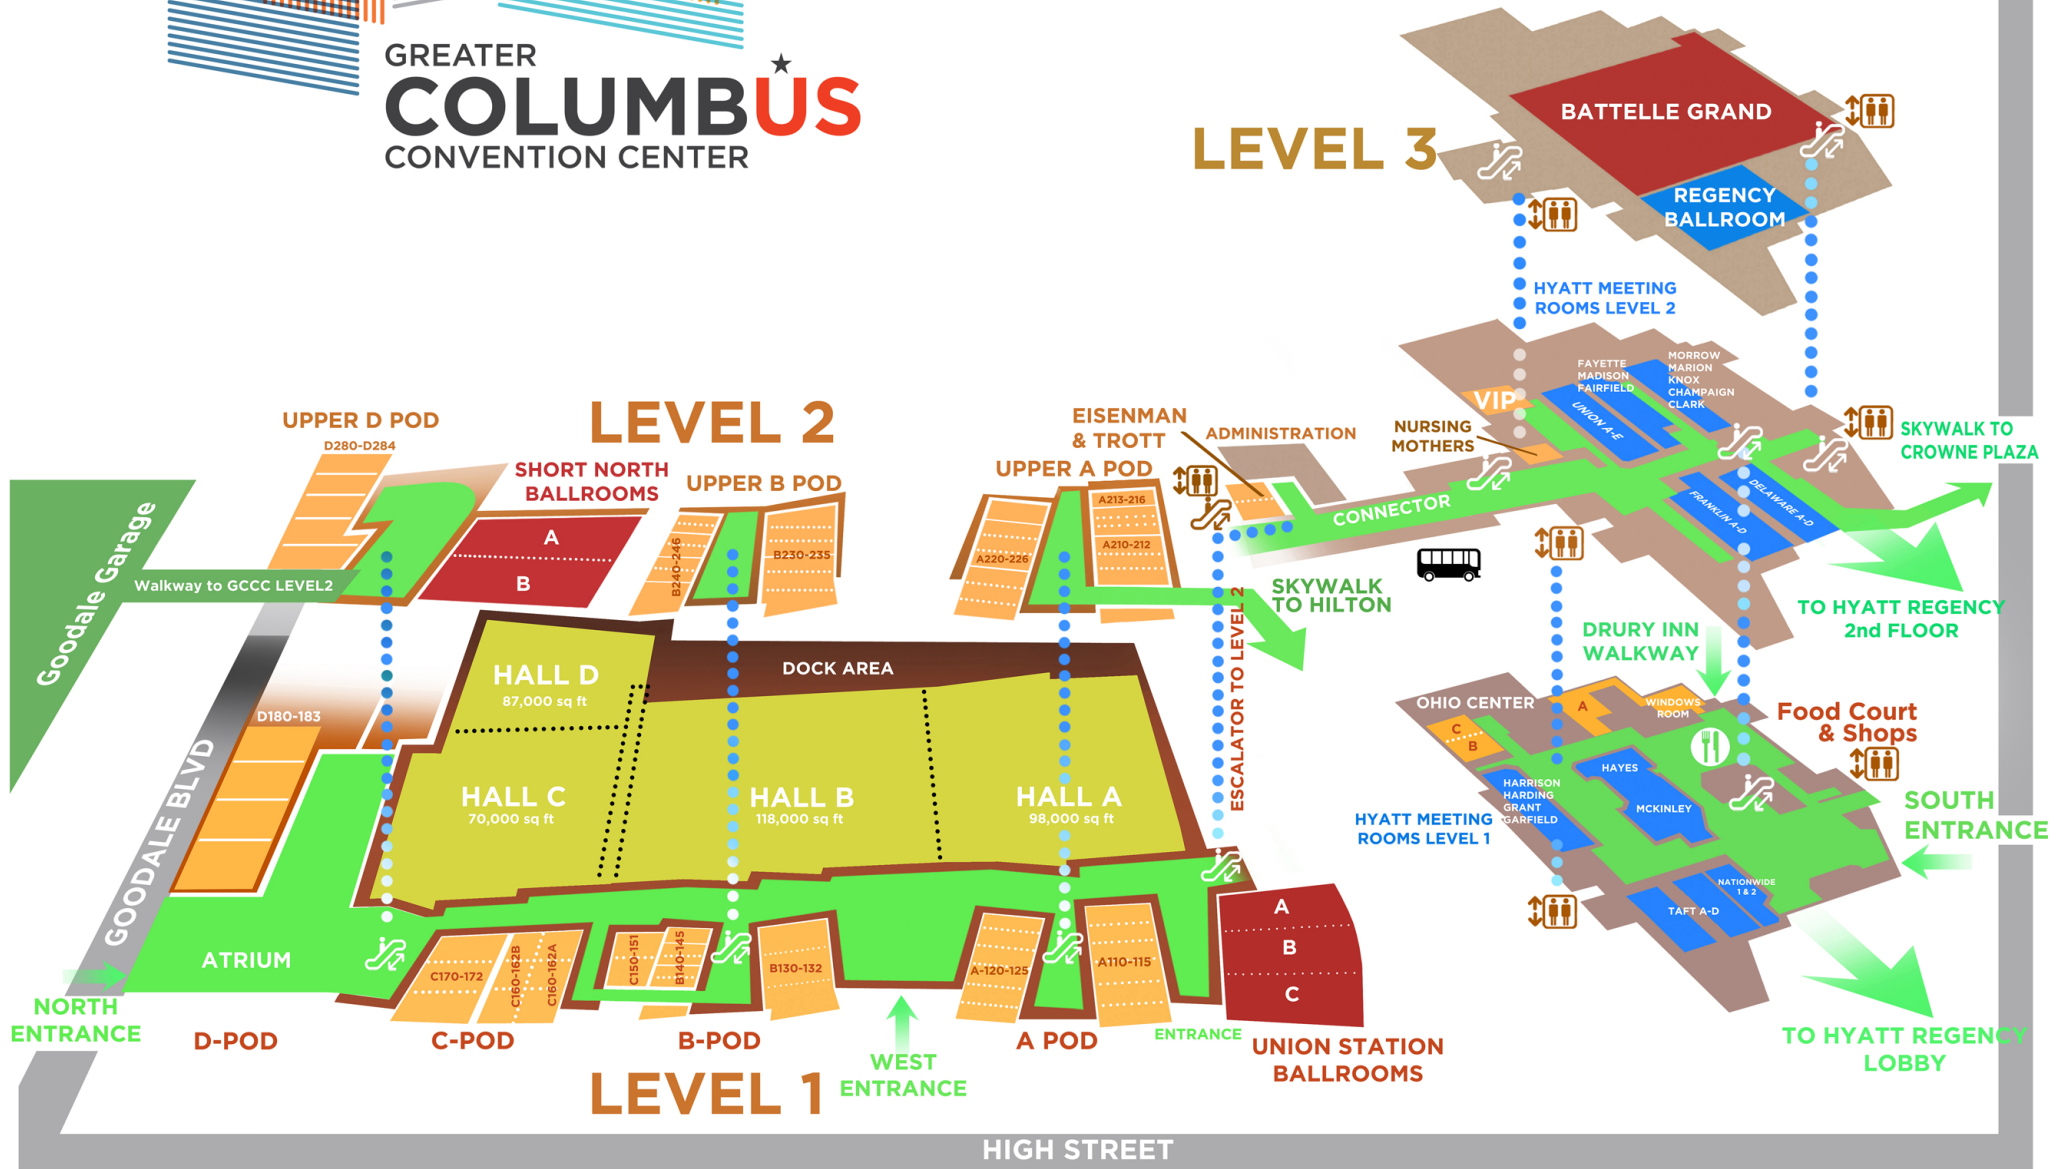 GREATER
COLUMBUS
CONVENTION CENTER
LEVEL 3
BATTELLE GRAND
REGENCY
BALLROOM
HYATT MEETING
ROOMS LEVEL 2
FAYETTE
MADISON
FAIRFIELD
MORROW
MARION
KNOX
CHAMPAIGN
CLARK
VIP
UNION A-E
NURSING
MOTHERS
FRANKLIN A-D
DELAWARE A-D
SKYWALK TO
CROWNE PLAZA
TO HYATT REGENCY
2nd FLOOR
CONNECTOR
ADMINISTRATION
EISENMAN
& TROTT
LEVEL 2
UPPER D POD
D280-D284
SHORT NORTH
BALLROOMS
A
B
UPPER B POD
B240-246
B230-235
UPPER A POD
A220-226
A213-216
A210-212
SKYWALK
TO HILTON
ESCALATOR TO LEVEL 2
Goodale Garage
Walkway to GCCC LEVEL2
GOODALE BLVD
D180-183
HALL D
87,000 sq ft
DOCK AREA
HALL C
70,000 sq ft
HALL B
118,000 sq ft
HALL A
98,000 sq ft
ATRIUM
NORTH
ENTRANCE
D-POD
C170-172
C160-162B
C160-162A
C-POD
C150-151
B140-145
B130-132
B-POD
WEST
ENTRANCE
A-120-125
A110-115
A POD
ENTRANCE
A
B
C
UNION STATION
BALLROOMS
LEVEL 1
DRURY INN
WALKWAY
OHIO CENTER
C
B
A
WINDOWS
ROOM
Food Court
& Shops
HAYES
MCKINLEY
HARRISON
HARDING
GRANT
GARFIELD
HYATT MEETING
ROOMS LEVEL 1
NATIONWIDE
1 & 2
TAFT A-D
SOUTH
ENTRANCE
TO HYATT REGENCY
LOBBY
HIGH STREET